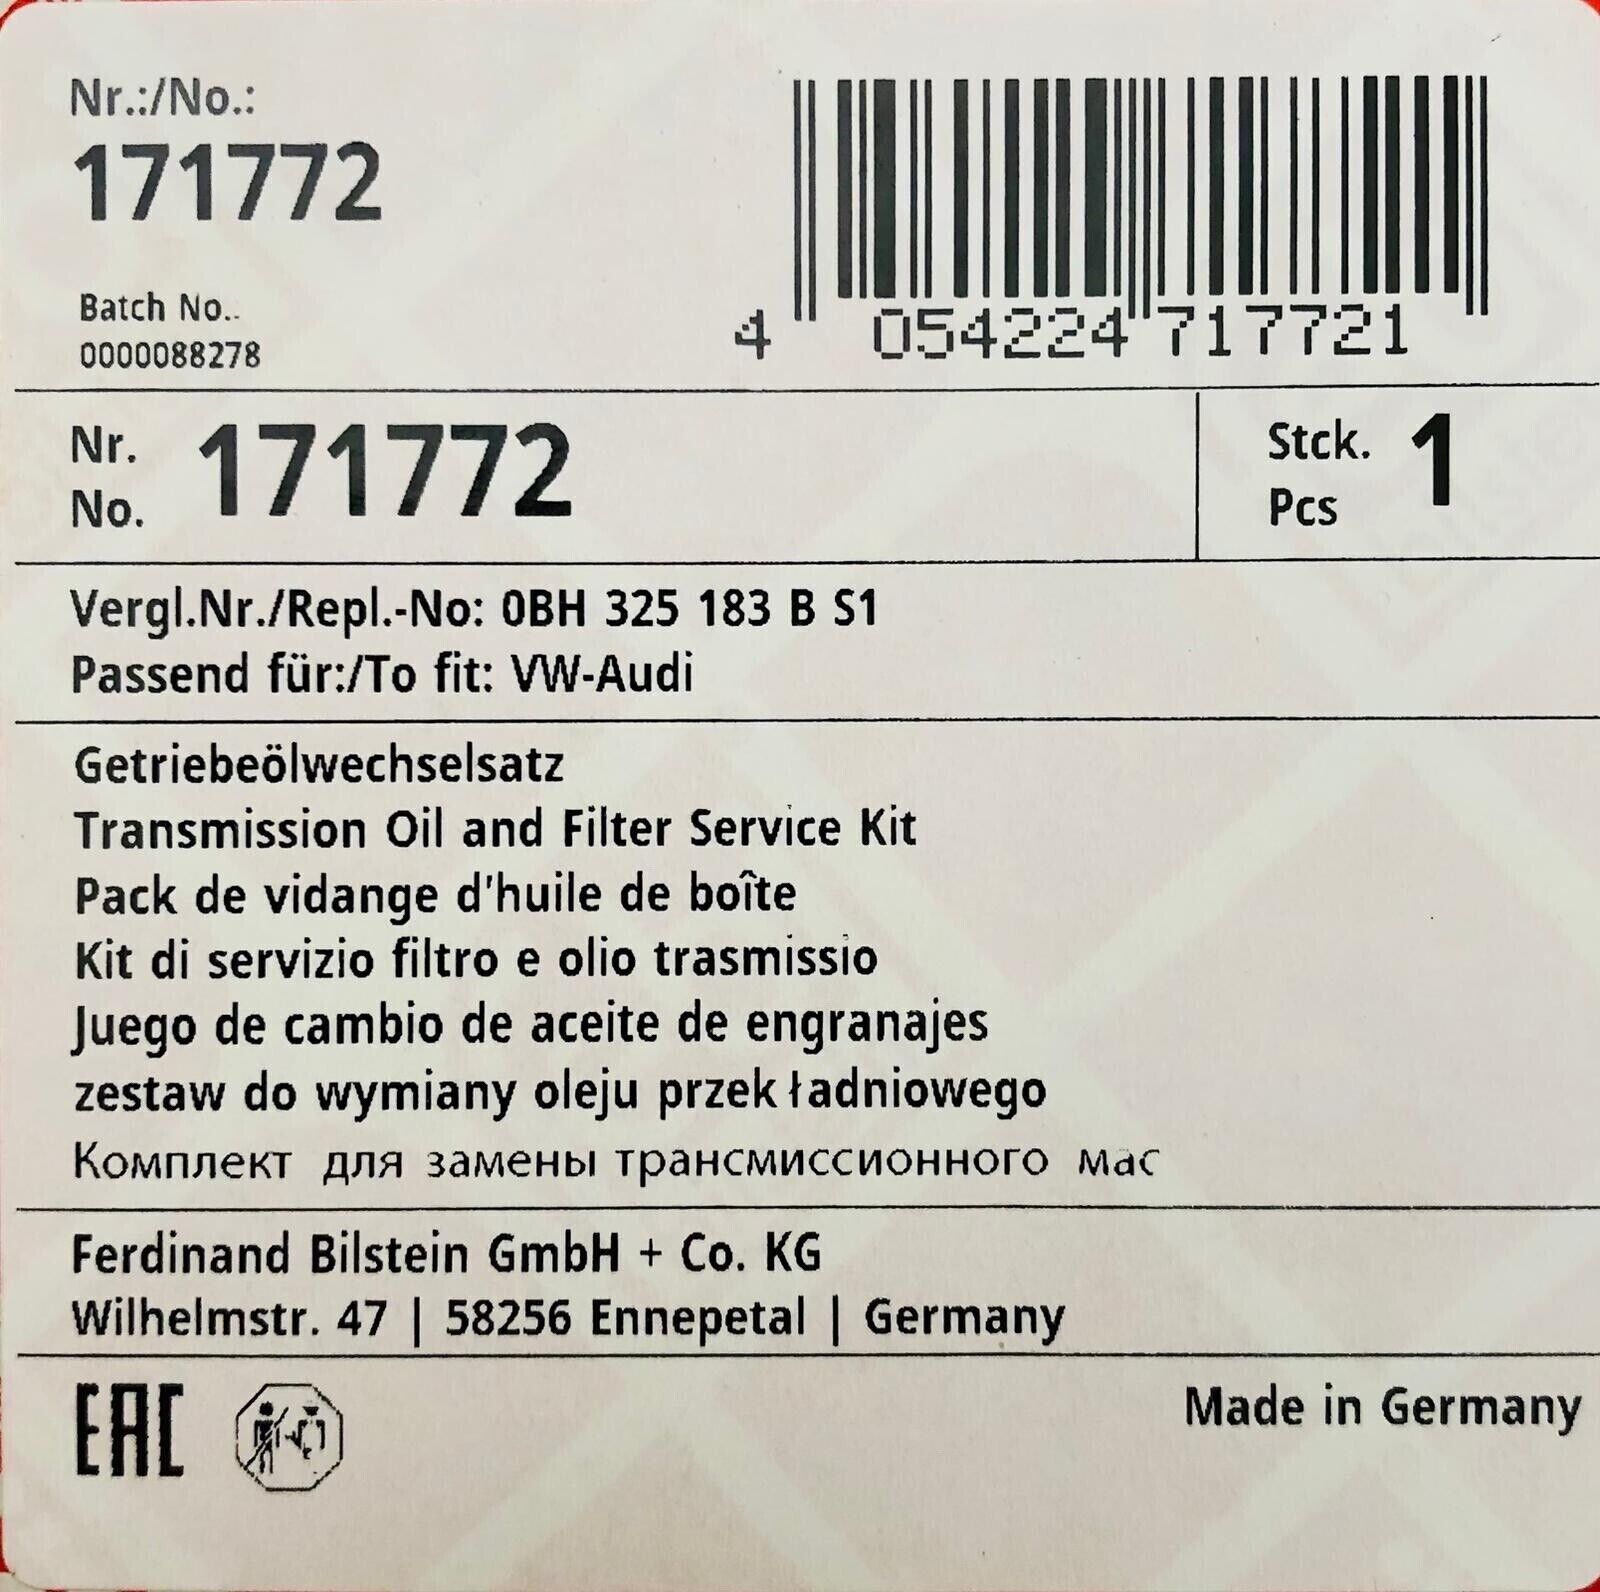 Nr.:/No.:
171772
Batch No..
0000088278
4 054224 717721
Nr.
No. 171772
Stck.
Pcs 1
Vergl.Nr./Repl.-No: 0BH 325 183 B S1
Passend für:/To fit: VW-Audi
Getriebeölwechselsatz
Transmission Oil and Filter Service Kit
Pack de vidange d'huile de boîte
Kit di servizio filtro e olio trasmissio
Juego de cambio de aceite de engranajes
zestaw do wymiany oleju przekładniowego
Комплект для замены трансмиссионного мас
Ferdinand Bilstein GmbH + Co. KG
Wilhelmstr. 47 | 58256 Ennepetal | Germany
EAC
Made in Germany